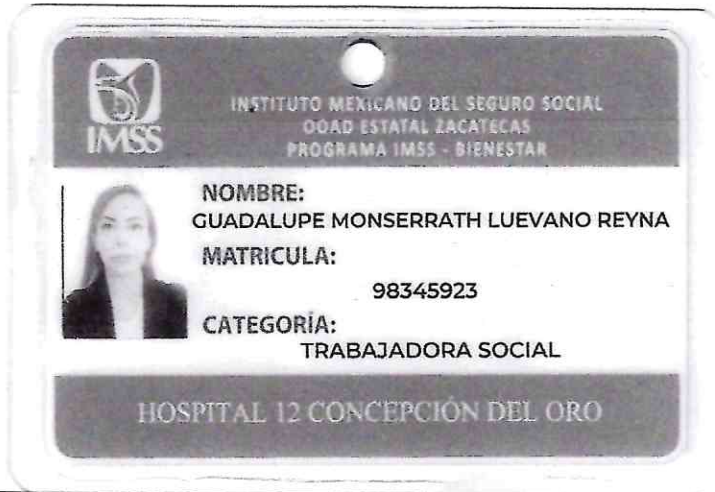 IMSS
INSTITUTO MEXICANO DEL SEGURO SOCIAL
OOAD ESTATAL ZACATECAS
PROGRAMA IMSS - BIENESTAR
NOMBRE:
GUADALUPE MONSERRATH LUEVANO REYNA
MATRICULA:
98345923
CATEGORÍA:
TRABAJADORA SOCIAL
HOSPITAL 12 CONCEPCIÓN DEL ORO